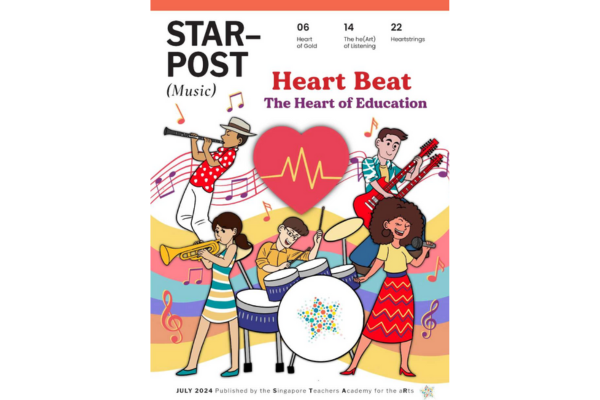 STAR–
POST
(Music)
06
Heart
of Gold
14
The he(Art)
of Listening
22
Heartstrings
Heart Beat
The Heart of Education
JULY 2024 Published by the Singapore Teachers Academy for the aRts